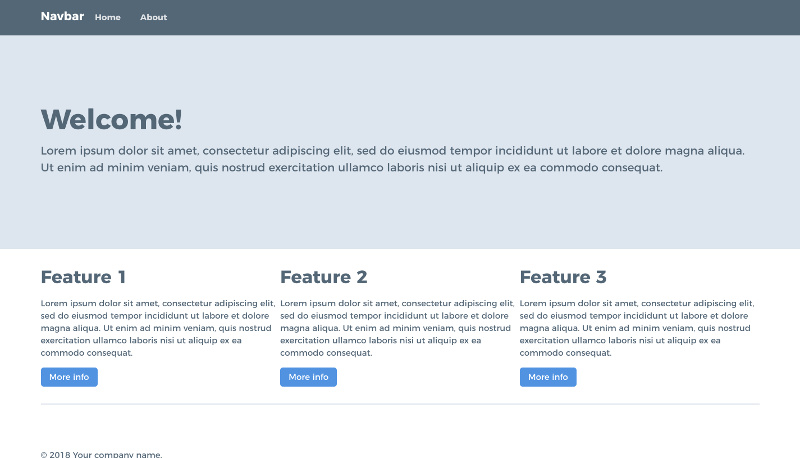 Navbar Home About
Welcome!
Lorem ipsum dolor sit amet, consectetur adipiscing elit, sed do eiusmod tempor incididunt ut labore et dolore magna aliqua.
Ut enim ad minim veniam, quis nostrud exercitation ullamco laboris nisi ut aliquip ex ea commodo consequat.
Feature 1
Lorem ipsum dolor sit amet, consectetur adipiscing elit,
sed do eiusmod tempor incididunt ut labore et dolore
magna aliqua. Ut enim ad minim veniam, quis nostrud
exercitation ullamco laboris nisi ut aliquip ex ea
commodo consequat.
More info
Feature 2
Lorem ipsum dolor sit amet, consectetur adipiscing elit,
sed do eiusmod tempor incididunt ut labore et dolore
magna aliqua. Ut enim ad minim veniam, quis nostrud
exercitation ullamco laboris nisi ut aliquip ex ea
commodo consequat.
More info
Feature 3
Lorem ipsum dolor sit amet, consectetur adipiscing elit,
sed do eiusmod tempor incididunt ut labore et dolore
magna aliqua. Ut enim ad minim veniam, quis nostrud
exercitation ullamco laboris nisi ut aliquip ex ea
commodo consequat.
More info
© 2018 Your company name.